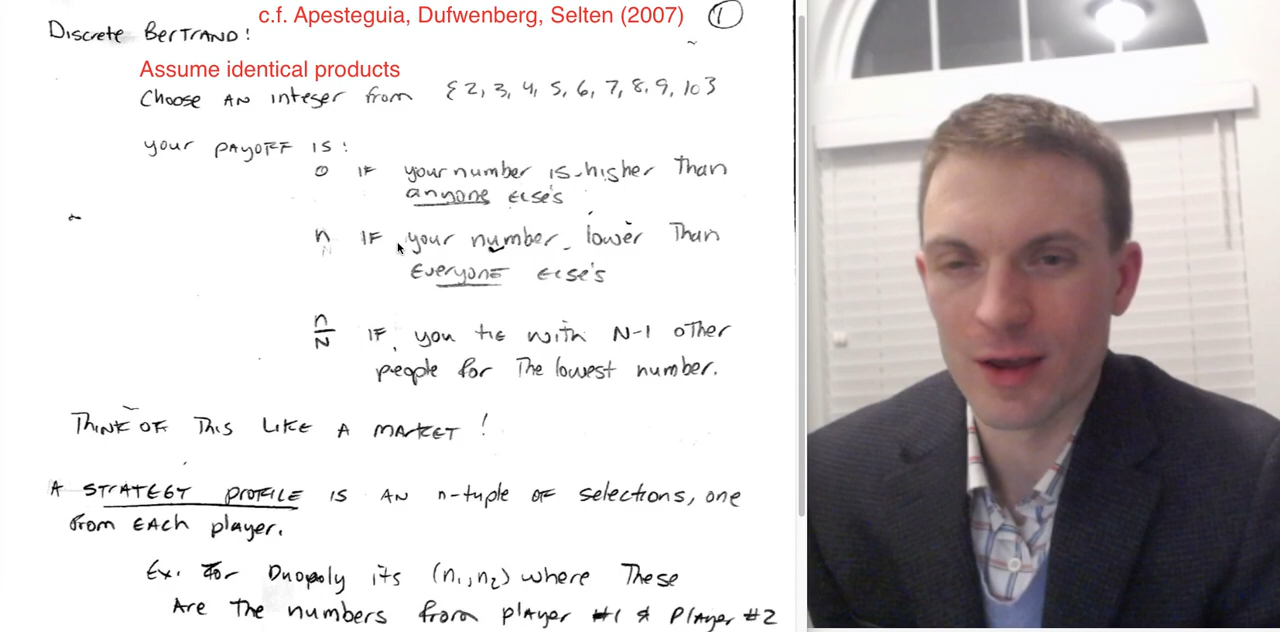 c.f. Apesteguia, Dufwenberg, Selten (2007) 1
Discrete BERTRAND!
Assume identical products
Choose AN integer from {2, 3, 4, 5, 6, 7, 8, 9, 10}
your PAYOFF IS:
0 IF your number is higher than
anyone ELSE'S
n IF your number lower Than
Everyone ELSE'S
n/N IF you tie with N-1 other
people for The lowest number.
THINK OF THIS LIKE A MARKET!
A STRATEGY PROFILE IS AN n-tuple OF selections, one
from EACH player.
Ex. For Duopoly its (n1, n2) where These
Are The numbers from player #1 & Player #2